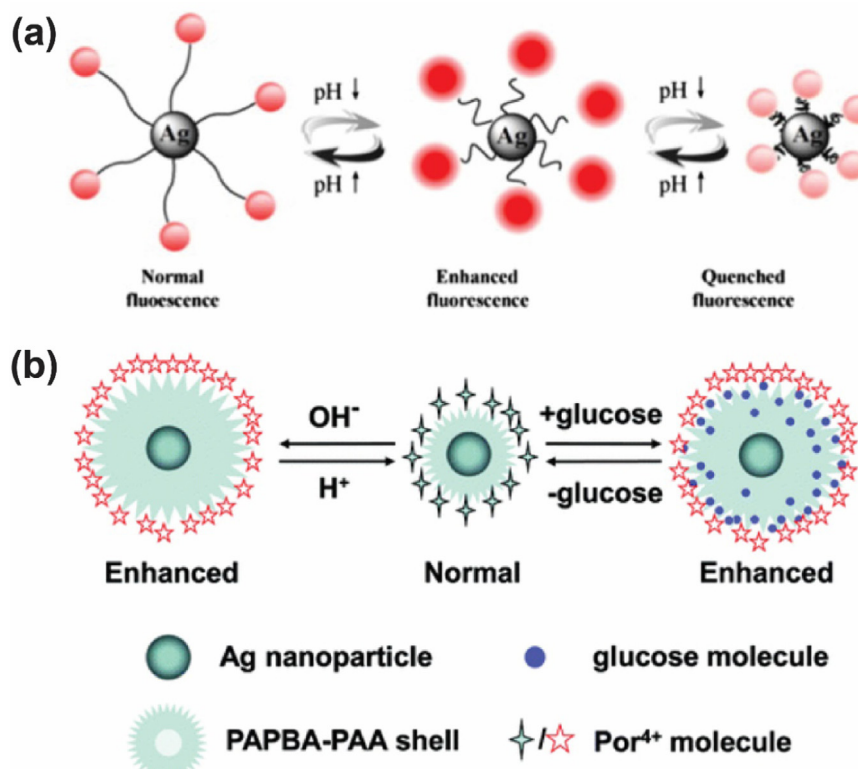 (a)
Ag
pH ↓
pH ↑
Ag
pH ↓
pH ↑
Ag
Normal
fluoescence
Enhanced
fluorescence
Quenched
fluorescence
(b)
OH⁻
H⁺
+glucose
-glucose
Enhanced
Normal
Enhanced
Ag nanoparticle
glucose molecule
PAPBA-PAA shell
/
Por⁴⁺ molecule